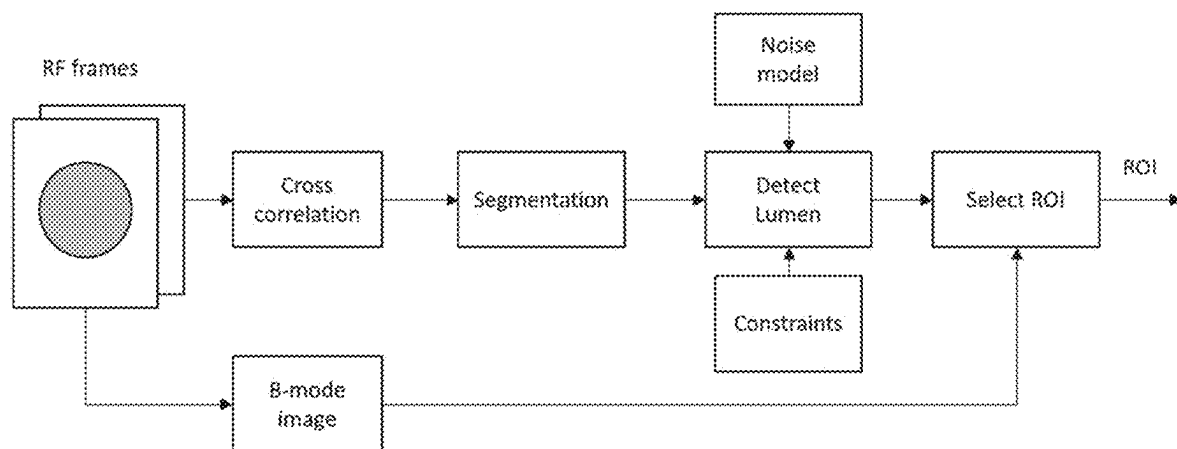 RF frames
Noise
model
Cross
correlation
Segmentation
Detect
Lumen
Select ROI
ROI
Constraints
B-mode
image